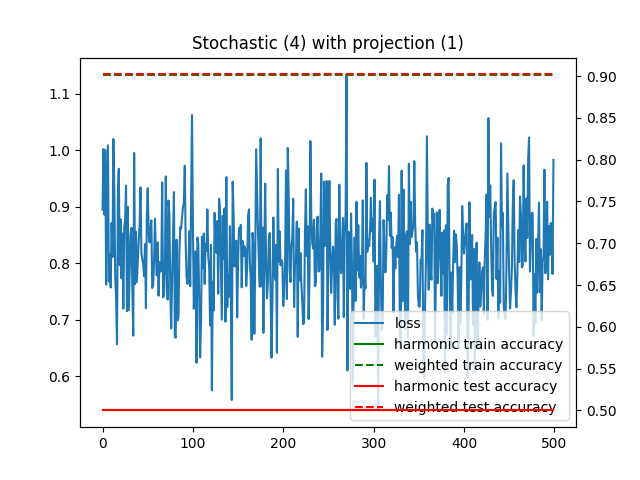 Stochastic (4) with projection (1)
1.1
1.0
0.9
0.8
0.7
0.6
0.90
0.85
0.80
0.75
0.70
0.65
0.60
0.55
0.50
loss
harmonic train accuracy
weighted train accuracy
harmonic test accuracy
weighted test accuracy
0 100 200 300 400 500